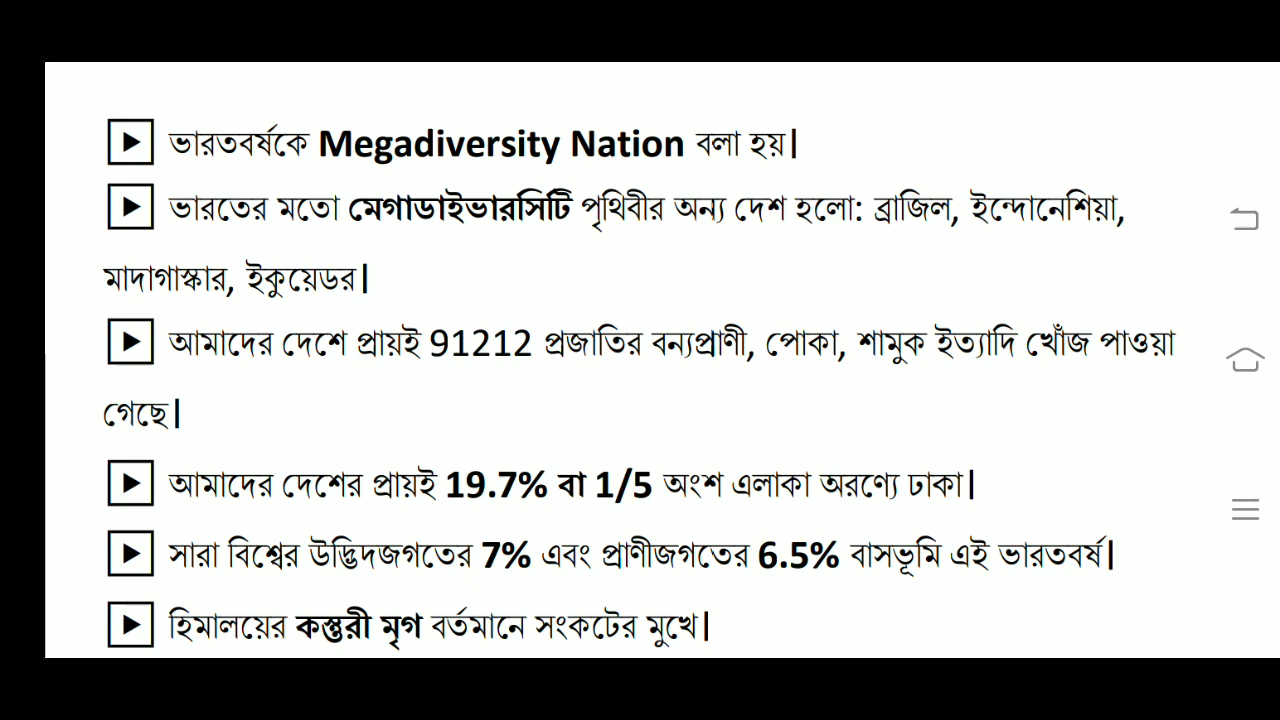 ভারতবর্ষকে Megadiversity Nation বলা হয়|
ভারতের মতো মেগাডাইভারসিটি পৃথিবীর অন্য দেশ হলো: ব্রাজিল, ইন্দোনেশিয়া,
মাদাগাস্কার, ইকুয়েডর|
আমাদের দেশে প্রায়ই 91212 প্রজাতির বন্যপ্রাণী, পোকা, শামুক ইত্যাদি খোঁজ পাওয়া
গেছে|
আমাদের দেশের প্রায়ই 19.7% বা 1/5 অংশ এলাকা অরণ্যে ঢাকা|
সারা বিশ্বের উদ্ভিদজগতের 7% এবং প্রাণীজগতের 6.5% বাসভূমি এই ভারতবর্ষ|
হিমালয়ের কস্তুরী মৃগ বর্তমানে সংকটের মুখে|